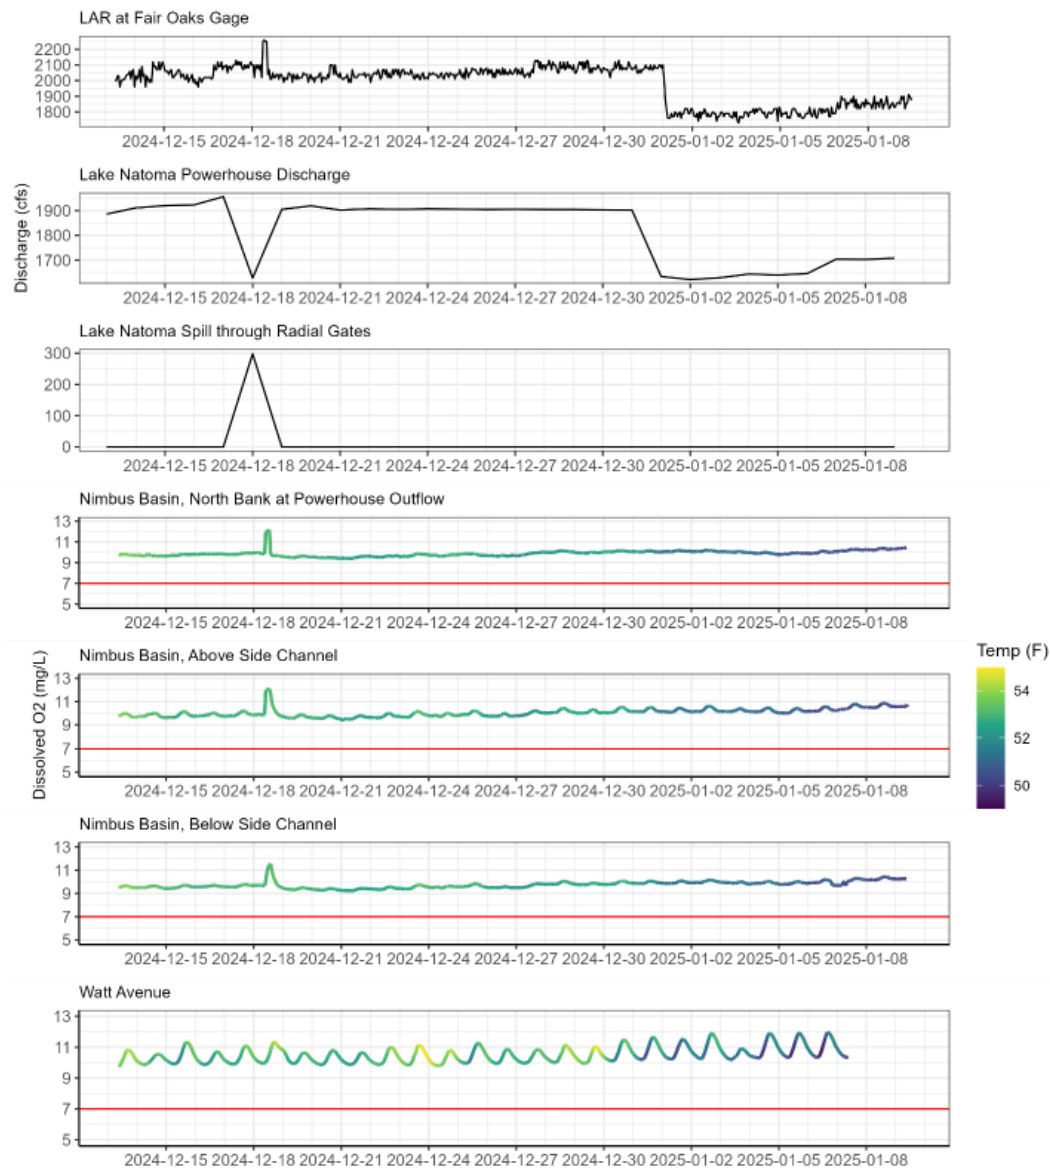 LAR at Fair Oaks Gage
2200
2100
2000
1900
1800
2024-12-15 2024-12-18 2024-12-21 2024-12-24 2024-12-27 2024-12-30 2025-01-02 2025-01-05 2025-01-08
Lake Natoma Powerhouse Discharge
Discharge (cfs)
1900
1800
1700
2024-12-15 2024-12-18 2024-12-21 2024-12-24 2024-12-27 2024-12-30 2025-01-02 2025-01-05 2025-01-08
Lake Natoma Spill through Radial Gates
300
200
100
0
2024-12-15 2024-12-18 2024-12-21 2024-12-24 2024-12-27 2024-12-30 2025-01-02 2025-01-05 2025-01-08
Nimbus Basin, North Bank at Powerhouse Outflow
13
11
9
7
5
2024-12-15 2024-12-18 2024-12-21 2024-12-24 2024-12-27 2024-12-30 2025-01-02 2025-01-05 2025-01-08
Nimbus Basin, Above Side Channel
Dissolved O2 (mg/L)
13
11
9
7
5
2024-12-15 2024-12-18 2024-12-21 2024-12-24 2024-12-27 2024-12-30 2025-01-02 2025-01-05 2025-01-08
Temp (F)
54
52
50
Nimbus Basin, Below Side Channel
13
11
9
7
5
2024-12-15 2024-12-18 2024-12-21 2024-12-24 2024-12-27 2024-12-30 2025-01-02 2025-01-05 2025-01-08
Watt Avenue
13
11
9
7
5
2024-12-15 2024-12-18 2024-12-21 2024-12-24 2024-12-27 2024-12-30 2025-01-02 2025-01-05 2025-01-08